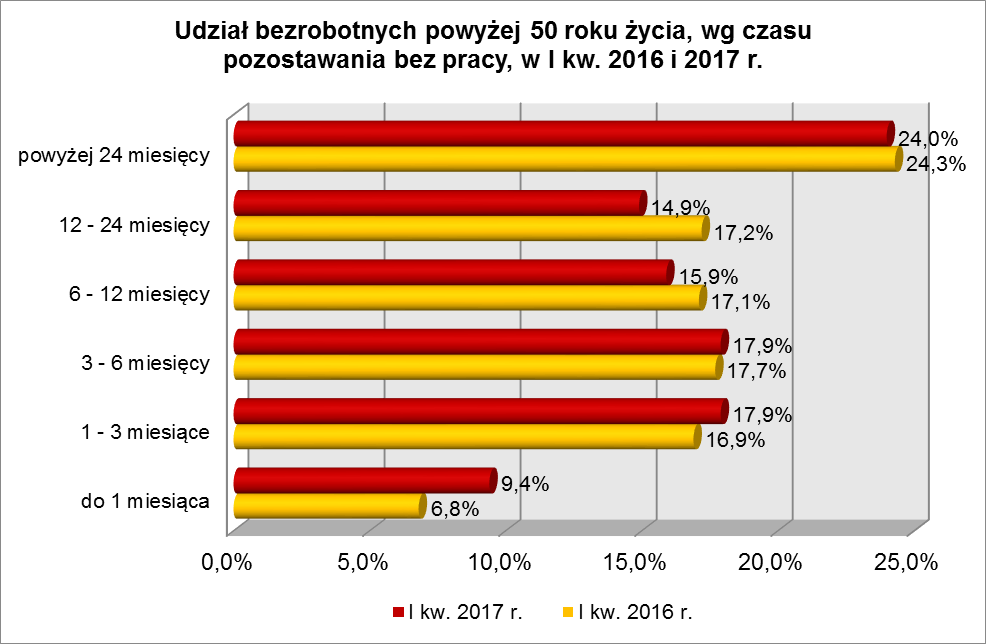 Udział bezrobotnych powyżej 50 roku życia, wg czasu
pozostawania bez pracy, w I kw. 2016 i 2017 r.
powyżej 24 miesięcy
24,0%
24,3%
12 - 24 miesięcy
14,9%
17,2%
6 - 12 miesięcy
15,9%
17,1%
3 - 6 miesięcy
17,9%
17,7%
1 - 3 miesiące
17,9%
16,9%
do 1 miesiąca
9,4%
6,8%
0,0% 5,0% 10,0% 15,0% 20,0% 25,0%
I kw. 2017 r. I kw. 2016 r.